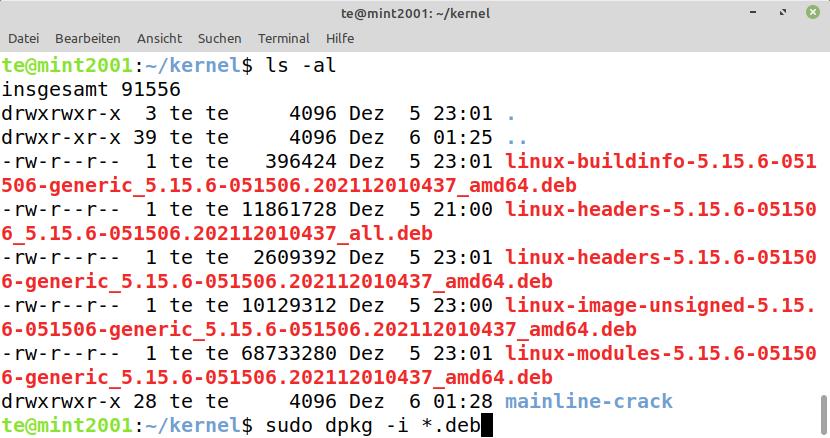 te@mint2001: ~/kernel
Datei Bearbeiten Ansicht Suchen Terminal Hilfe
te@mint2001:~/kernel$ ls -al
insgesamt 91556
drwxrwxr-x  3 te te     4096 Dez  5 23:01 .
drwxr-xr-x 39 te te     4096 Dez  6 01:25 ..
-rw-r--r--  1 te te   396424 Dez  5 23:01 linux-buildinfo-5.15.6-051
506-generic_5.15.6-051506.202112010437_amd64.deb
-rw-r--r--  1 te te 11861728 Dez  5 21:00 linux-headers-5.15.6-05150
6_5.15.6-051506.202112010437_all.deb
-rw-r--r--  1 te te  2609392 Dez  5 23:01 linux-headers-5.15.6-05150
6-generic_5.15.6-051506.202112010437_amd64.deb
-rw-r--r--  1 te te 10129312 Dez  5 23:00 linux-image-unsigned-5.15.
6-051506-generic_5.15.6-051506.202112010437_amd64.deb
-rw-r--r--  1 te te 68733280 Dez  5 23:01 linux-modules-5.15.6-05150
6-generic_5.15.6-051506.202112010437_amd64.deb
drwxrwxr-x 28 te te     4096 Dez  6 01:28 mainline-crack
te@mint2001:~/kernel$ sudo dpkg -i *.deb